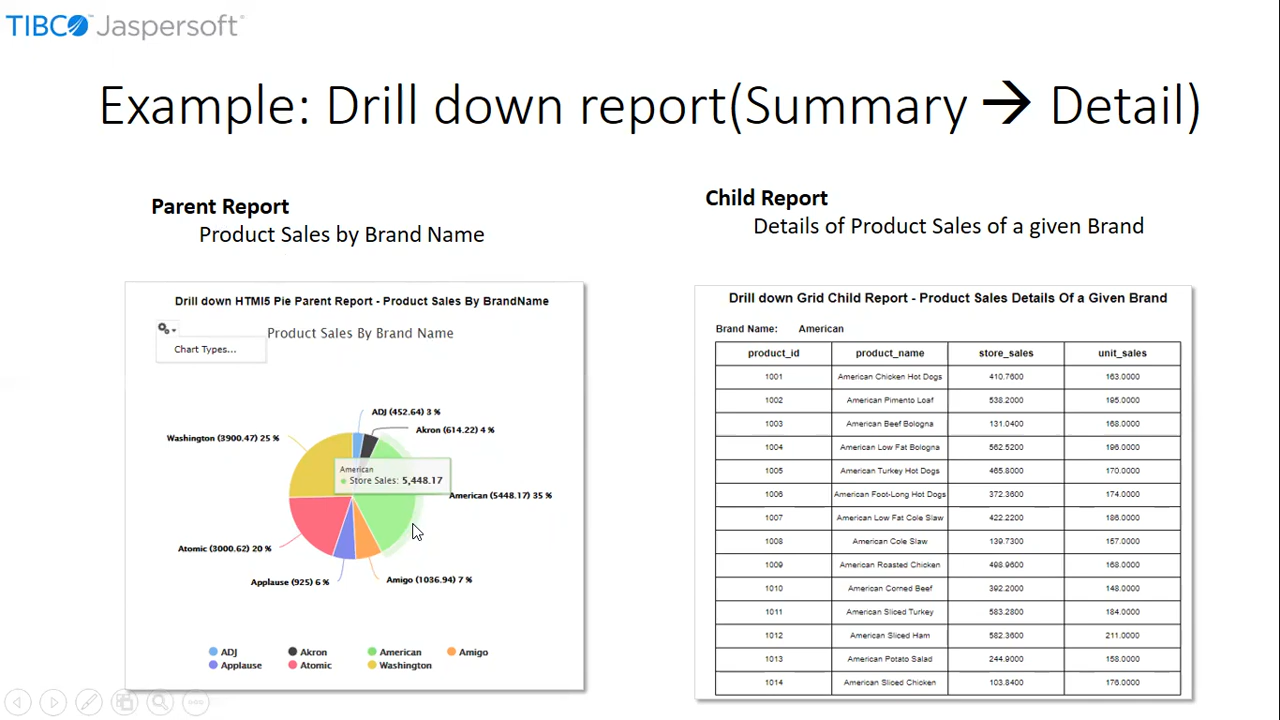 TIBCO Jaspersoft®
Example: Drill down report(Summary → Detail)
Parent Report
Product Sales by Brand Name
Drill down HTMl5 Pie Parent Report - Product Sales By BrandName
Product Sales By Brand Name
Chart Types...
ADJ (452.64) 3 %
Akron (614.22) 4 %
Washington (3900.47) 25 %
American
Store Sales: 5,448.17
American (5448.17) 35 %
Atomic (3000.62) 20 %
Applause (925) 6 %
Amigo (1036.94) 7 %
ADJ Akron American Amigo
Applause Atomic Washington
Child Report
Details of Product Sales of a given Brand
Drill down Grid Child Report - Product Sales Details Of a Given Brand
Brand Name: American
product_id product_name store_sales unit_sales
1001 American Chicken Hot Dogs 410.7600 163.0000
1002 American Pimento Loaf 538.2000 195.0000
1003 American Beef Bologna 131.0400 168.0000
1004 American Low Fat Bologna 562.5200 196.0000
1005 American Turkey Hot Dogs 465.8000 170.0000
1006 American Foot-Long Hot Dogs 372.3600 174.0000
1007 American Low Fat Cole Slaw 422.2200 186.0000
1008 American Cole Slaw 139.7300 157.0000
1009 American Roasted Chicken 498.9600 168.0000
1010 American Corned Beef 392.2000 148.0000
1011 American Sliced Turkey 583.2800 184.0000
1012 American Sliced Ham 582.3600 211.0000
1013 American Potato Salad 244.9000 158.0000
1014 American Sliced Chicken 103.8400 176.0000